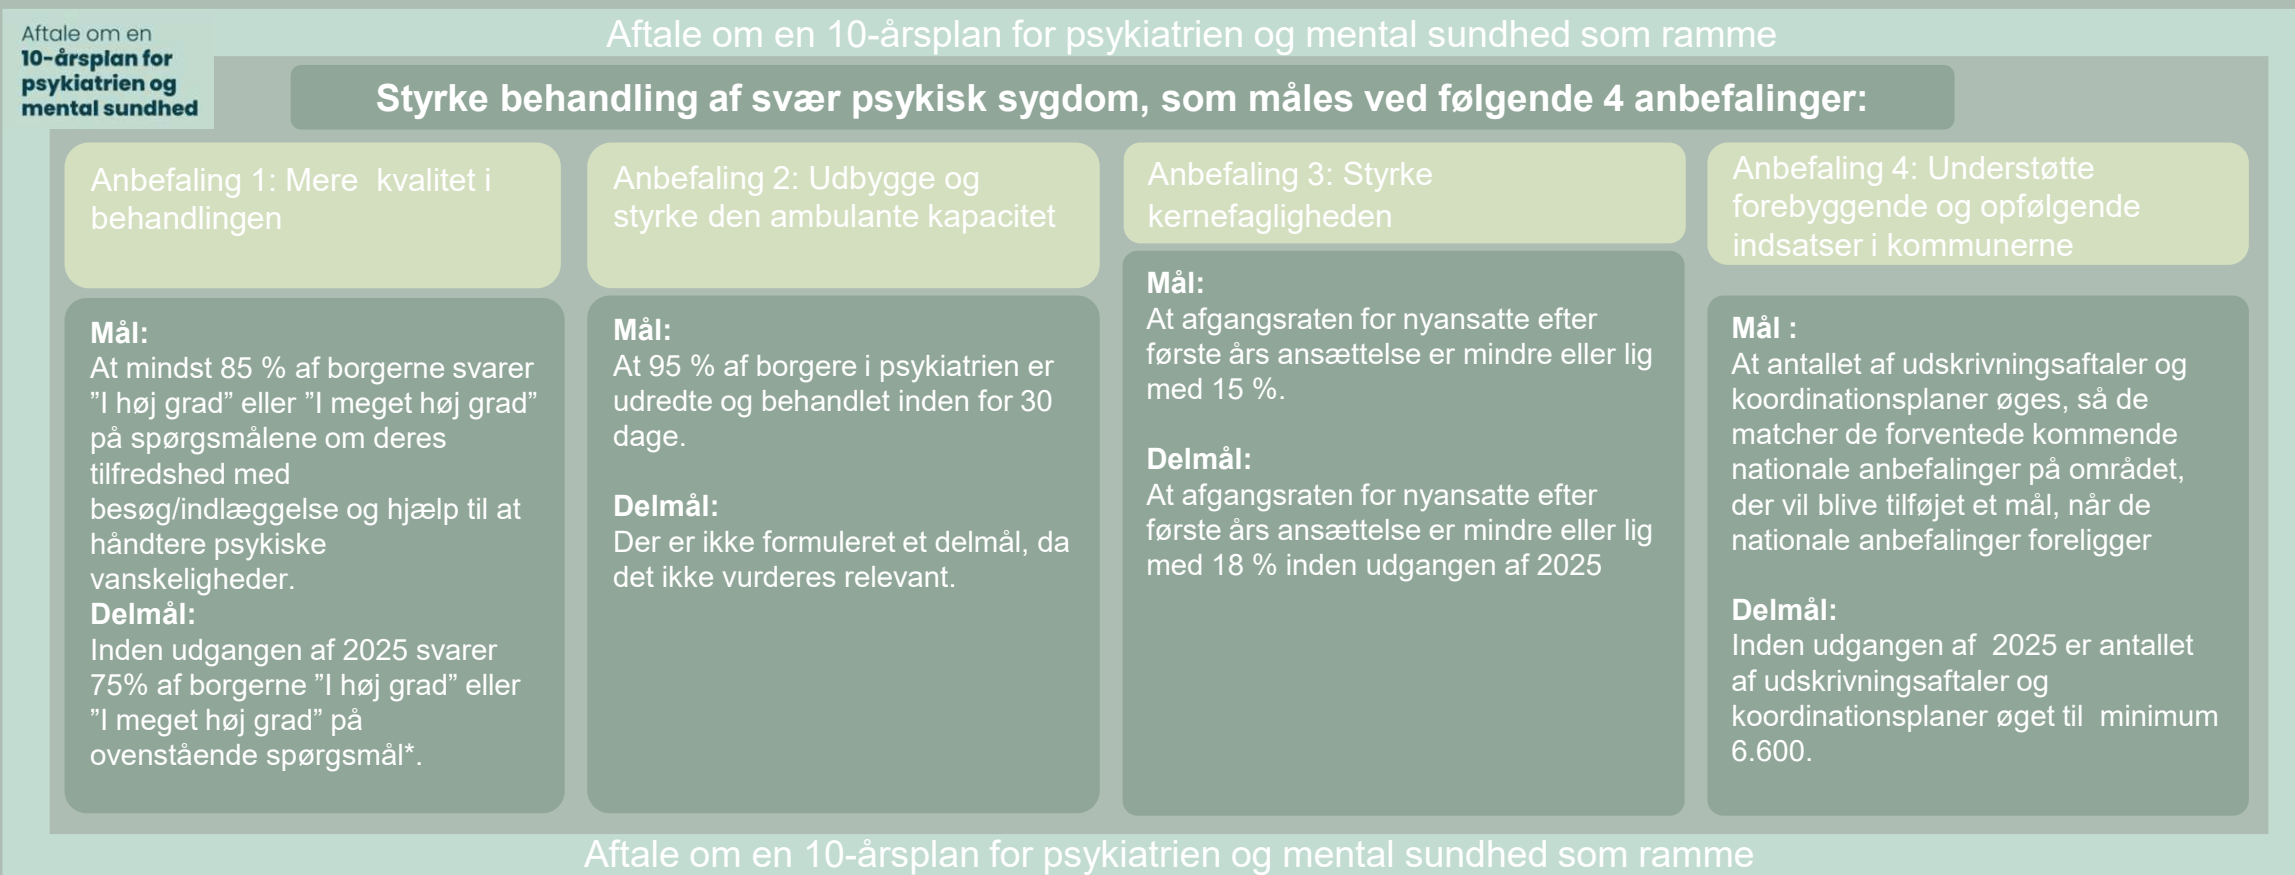 Aftale om en
10-årsplan for
psykiatrien og
mental sundhed
Aftale om en 10-årsplan for psykiatrien og mental sundhed som ramme
Styrke behandling af svær psykisk sygdom, som måles ved følgende 4 anbefalinger:
Anbefaling 1: Mere  kvalitet i
behandlingen
Mål:
At mindst 85 % af borgerne svarer
”I høj grad” eller ”I meget høj grad”
på spørgsmålene om deres
tilfredshed med
besøg/indlæggelse og hjælp til at
håndtere psykiske
vanskeligheder.
Delmål:
Inden udgangen af 2025 svarer
75% af borgerne ”I høj grad” eller
”I meget høj grad” på
ovenstående spørgsmål*.
Anbefaling 2: Udbygge og
styrke den ambulante kapacitet
Mål:
At 95 % af borgere i psykiatrien er
udredte og behandlet inden for 30
dage.
Delmål:
Der er ikke formuleret et delmål, da
det ikke vurderes relevant.
Anbefaling 3: Styrke
kernefagligheden
Mål:
At afgangsraten for nyansatte efter
første års ansættelse er mindre eller lig
med 15 %.
Delmål:
At afgangsraten for nyansatte efter
første års ansættelse er mindre eller lig
med 18 % inden udgangen af 2025
Anbefaling 4: Understøtte
forebyggende og opfølgende
indsatser i kommunerne
Mål :
At antallet af udskrivningsaftaler og
koordinationsplaner øges, så de
matcher de forventede kommende
nationale anbefalinger på området,
der vil blive tilføjet et mål, når de
nationale anbefalinger foreligger
Delmål:
Inden udgangen af  2025 er antallet
af udskrivningsaftaler og
koordinationsplaner øget til  minimum
6.600.
Aftale om en 10-årsplan for psykiatrien og mental sundhed som ramme